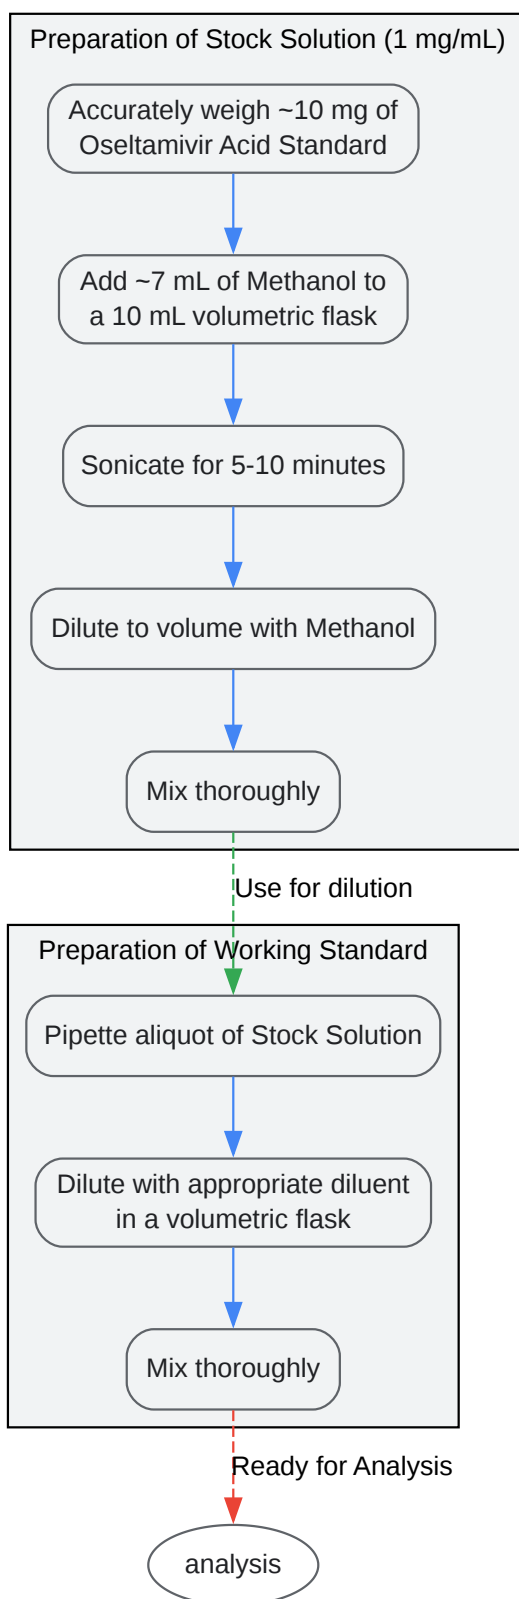 Preparation of Stock Solution (1 mg/mL)
Accurately weigh ~10 mg of
Oseltamivir Acid Standard
Add ~7 mL of Methanol to
a 10 mL volumetric flask
Sonicate for 5-10 minutes
Dilute to volume with Methanol
Mix thoroughly
Use for dilution
Preparation of Working Standard
Pipette aliquot of Stock Solution
Dilute with appropriate diluent
in a volumetric flask
Mix thoroughly
Ready for Analysis
analysis